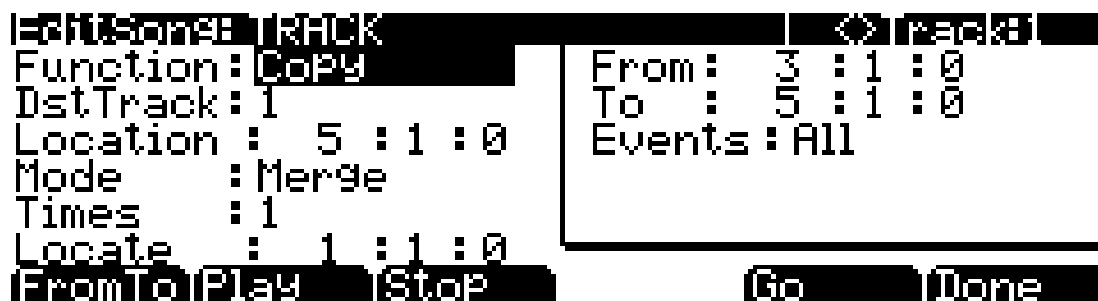 EditSong:TRACK <>Track:1
Function:Copy
DstTrack:1
Location : 5 :1 :0
Mode :Merge
Times :1
Locate : 1 :1 :0
From: 3 :1 :0
To : 5 :1 :0
Events:All
FromTo Play Stop Go Done